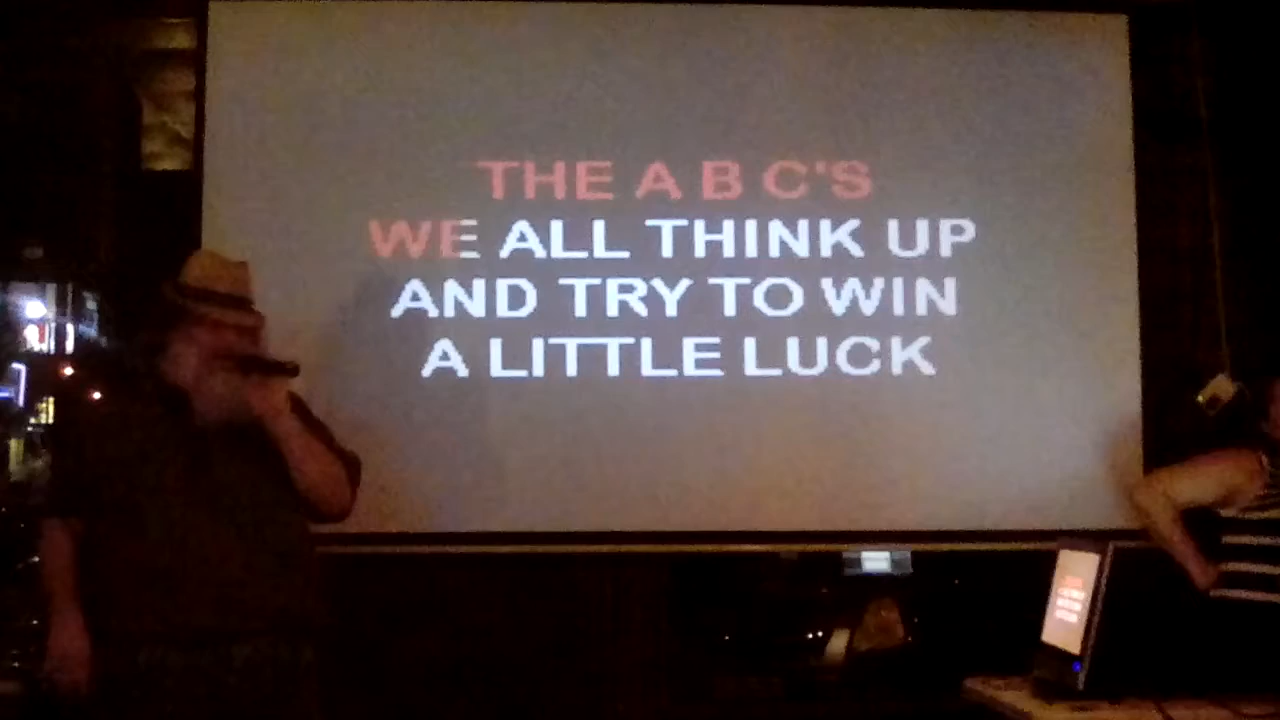 THE A B C'S
WE ALL THINK UP
AND TRY TO WIN
A LITTLE LUCK